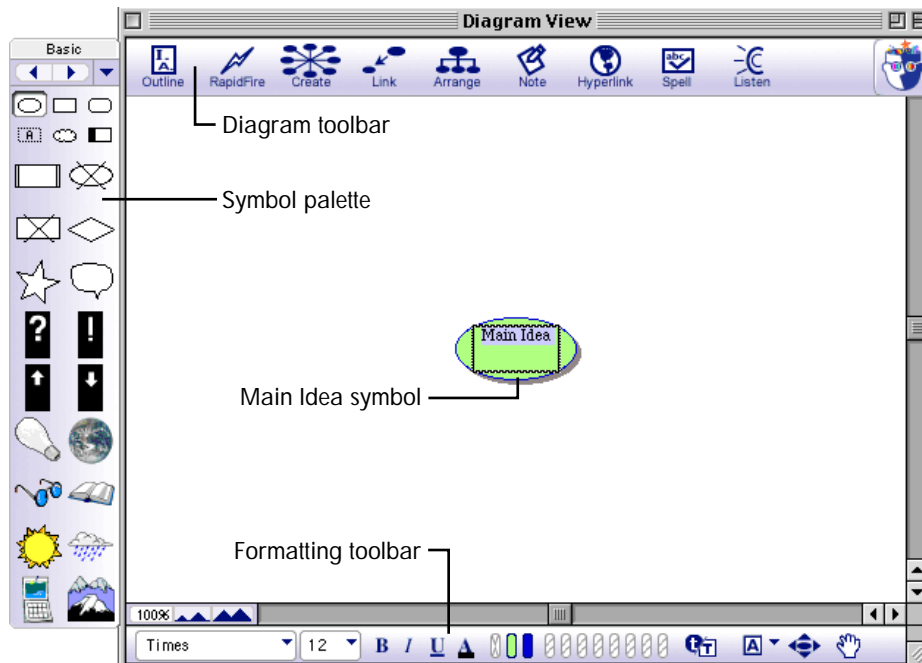 Diagram View
Basic
I. A.
Outline
RapidFire
Create
Link
Arrange
Note
Hyperlink
abc
Spell
Listen
Diagram toolbar
A
Symbol palette
?
!
Main Idea
Main Idea symbol
Formatting toolbar
100%
Times
12
B I U A
t T
A